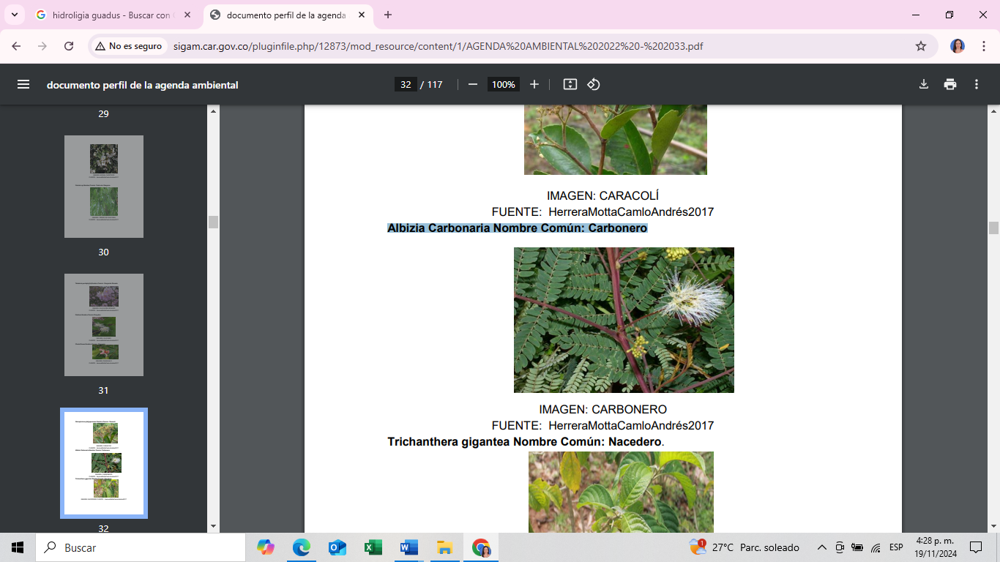 hidroligia guadus - Buscar con
documento perfil de la agenda
No es seguro
sigam.car.gov.co/pluginfile.php/12873/mod_resource/content/1/AGENDA%20AMBIENTAL%202022%20-%202033.pdf
documento perfil de la agenda ambiental
32 / 117
100%
29
30
31
32
IMAGEN: CARACOLÍ
FUENTE: HerreraMottaCamloAndrés2017
Albizia Carbonaria Nombre Común: Carbonero
IMAGEN: CARBONERO
FUENTE: HerreraMottaCamloAndrés2017
Trichanthera gigantea Nombre Común: Nacedero.
Buscar
1
27°C Parc. soleado
ESP
4:28 p. m.
19/11/2024